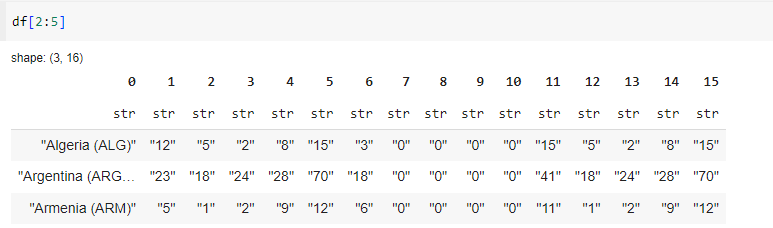 df[2:5]
shape: (3, 16)
0 1 2 3 4 5 6 7 8 9 10 11 12 13 14 15
str str str str str str str str str str str str str str str str
"Algeria (ALG)" "12" "5" "2" "8" "15" "3" "0" "0" "0" "0" "15" "5" "2" "8" "15"
"Argentina (ARG… "23" "18" "24" "28" "70" "18" "0" "0" "0" "0" "41" "18" "24" "28" "70"
"Armenia (ARM)" "5" "1" "2" "9" "12" "6" "0" "0" "0" "0" "11" "1" "2" "9" "12"